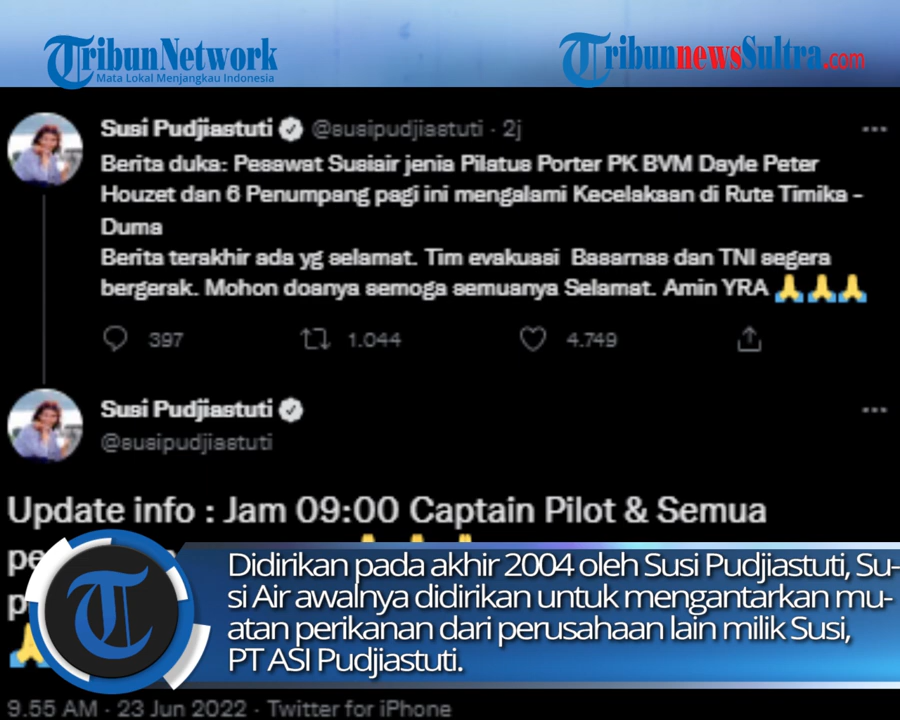 TribunNetwork
Mata Lokal Menjangkau Indonesia
TribunnewsSultra.com
Susi Pudjiastuti @susipudjiastuti · 2j
Berita duka: Pesawat Susiair jenis Pilatus Porter PK BVM Dayle Peter
Houzet dan 6 Penumpang pagi ini mengalami Kecelakaan di Rute Timika –
Duma
Berita terakhir ada yg selamat. Tim evakuasi Basarnas dan TNI segera
bergerak. Mohon doanya semoga semuanya Selamat. Amin YRA 🙏🙏🙏
397 1.044 4.749
Susi Pudjiastuti
@susipudjiastuti
Update info : Jam 09:00 Captain Pilot & Semua
Didirikan pada akhir 2004 oleh Susi Pudjiastuti, Su-
si Air awalnya didirikan untuk mengantarkan mu-
atan perikanan dari perusahaan lain milik Susi,
PT ASI Pudjiastuti.
9.55 AM · 23 Jun 2022 · Twitter for iPhone